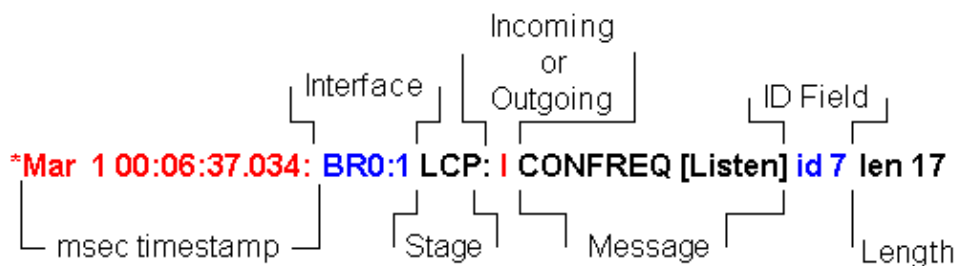 Incoming
or
Interface Outgoing ID Field
*Mar 1 00:06:37.034: BR0:1 LCP: I CONFREQ [Listen] id 7 len 17
msec timestamp Stage Message Length